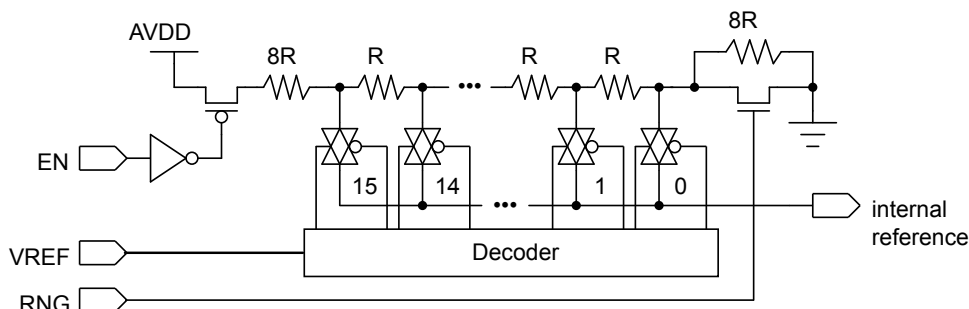 8R
AVDD
8R
R
R
R
•••
EN
15
14
1
0
•••
internal
reference
VREF
Decoder
RNG